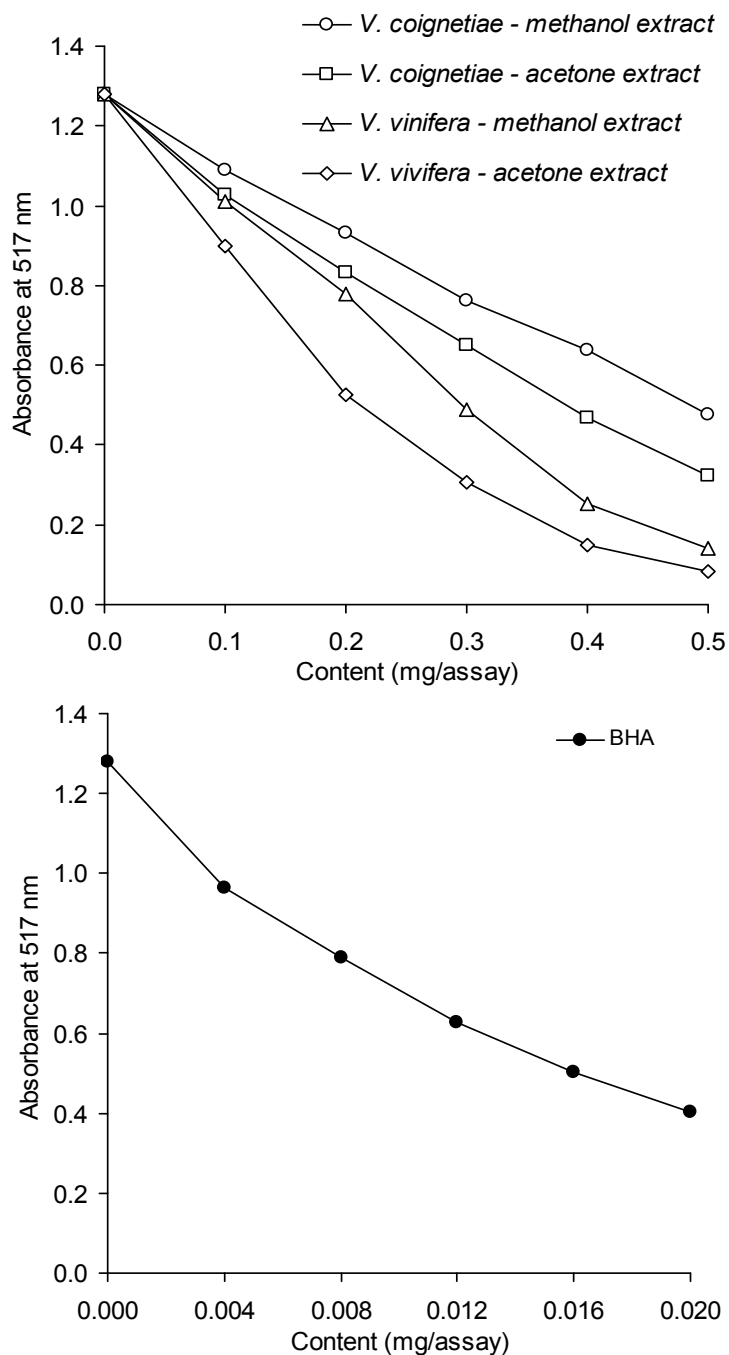 V. coignetiae - methanol extract
V. coignetiae - acetone extract
V. vinifera - methanol extract
V. vivifera - acetone extract
Absorbance at 517 nm
1.4
1.2
1.0
0.8
0.6
0.4
0.2
0.0
0.0 0.1 0.2 0.3 0.4 0.5
Content (mg/assay)
BHA
Absorbance at 517 nm
1.4
1.2
1.0
0.8
0.6
0.4
0.2
0.0
0.000 0.004 0.008 0.012 0.016 0.020
Content (mg/assay)